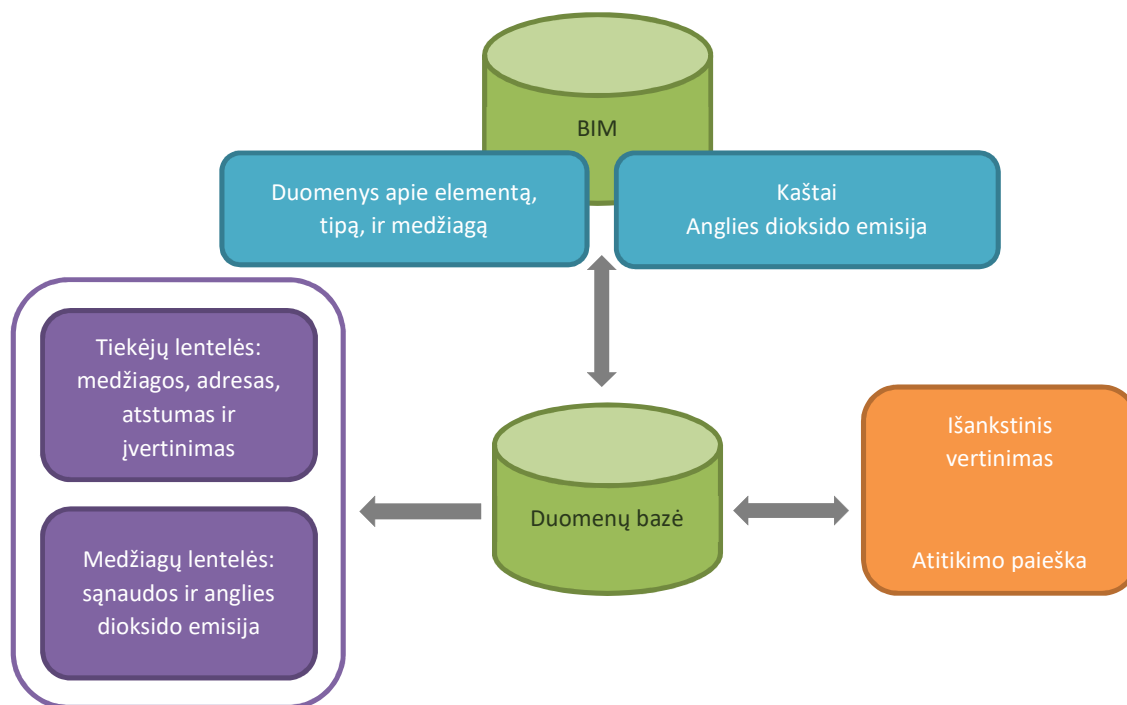 BIM
Duomenys apie elementą,
tipą, ir medžiagą
Kaštai
Anglies dioksido emisija
Tiekėjų lentelės:
medžiagos, adresas,
atstumas ir
įvertinimas
Medžiagų lentelės:
sąnaudos ir anglies
dioksido emisija
Duomenų bazė
Išankstinis
vertinimas
Atitikimo paieška